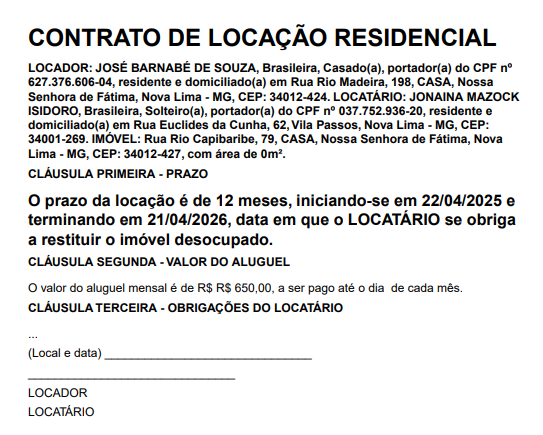 CONTRATO DE LOCAÇÃO RESIDENCIAL
LOCADOR: JOSÉ BARNABÉ DE SOUZA, Brasileira, Casado(a), portador(a) do CPF nº
627.376.606-04, residente e domiciliado(a) em Rua Rio Madeira, 198, CASA, Nossa
Senhora de Fátima, Nova Lima - MG, CEP: 34012-424. LOCATÁRIO: JONAINA MAZOCK
ISIDORO, Brasileira, Solteiro(a), portador(a) do CPF nº 037.752.936-20, residente e
domiciliado(a) em Rua Euclides da Cunha, 62, Vila Passos, Nova Lima - MG, CEP:
34001-269. IMÓVEL: Rua Rio Capibaribe, 79, CASA, Nossa Senhora de Fátima, Nova
Lima - MG, CEP: 34012-427, com área de 0m².
CLÁUSULA PRIMEIRA - PRAZO
O prazo da locação é de 12 meses, iniciando-se em 22/04/2025 e
terminando em 21/04/2026, data em que o LOCATÁRIO se obriga
a restituir o imóvel desocupado.
CLÁUSULA SEGUNDA - VALOR DO ALUGUEL
O valor do aluguel mensal é de R$ R$ 650,00, a ser pago até o dia  de cada mês.
CLÁUSULA TERCEIRA - OBRIGAÇÕES DO LOCATÁRIO
...
(Local e data) ________________________________
________________________________
LOCADOR
LOCATÁRIO